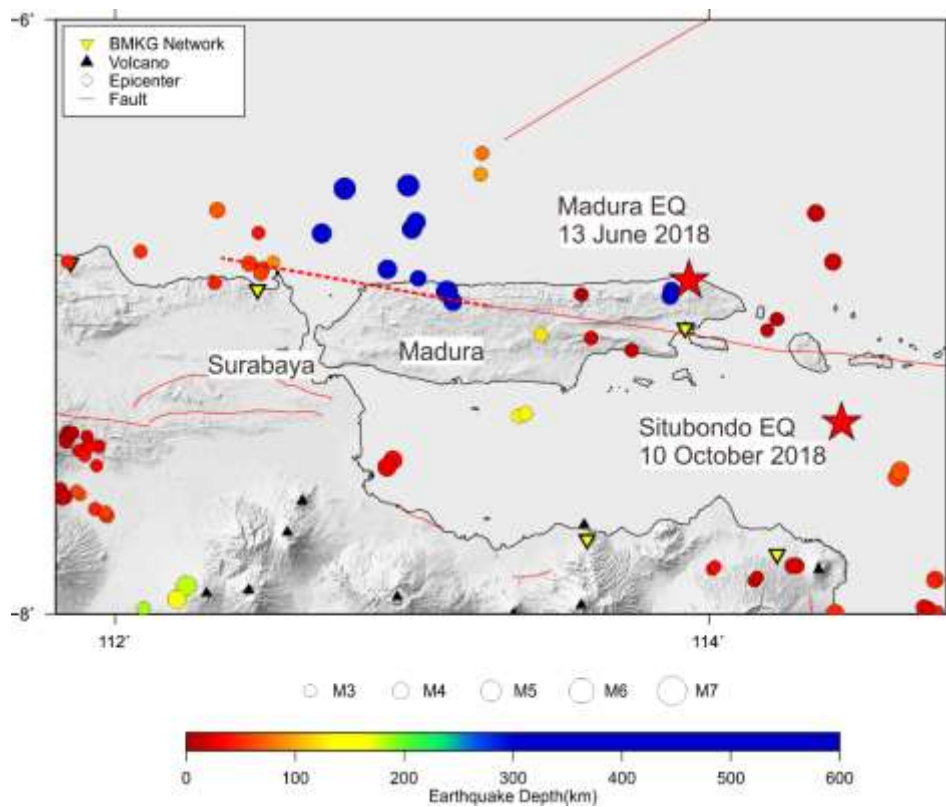 −6˚
BMKG Network
Volcano
Epicenter
Fault
Madura EQ
13 June 2018
Surabaya
Madura
Situbondo EQ
10 October 2018
−8˚
112˚
114˚
M3 M4 M5 M6 M7
0 100 200 300 400 500 600
Earthquake Depth(km)